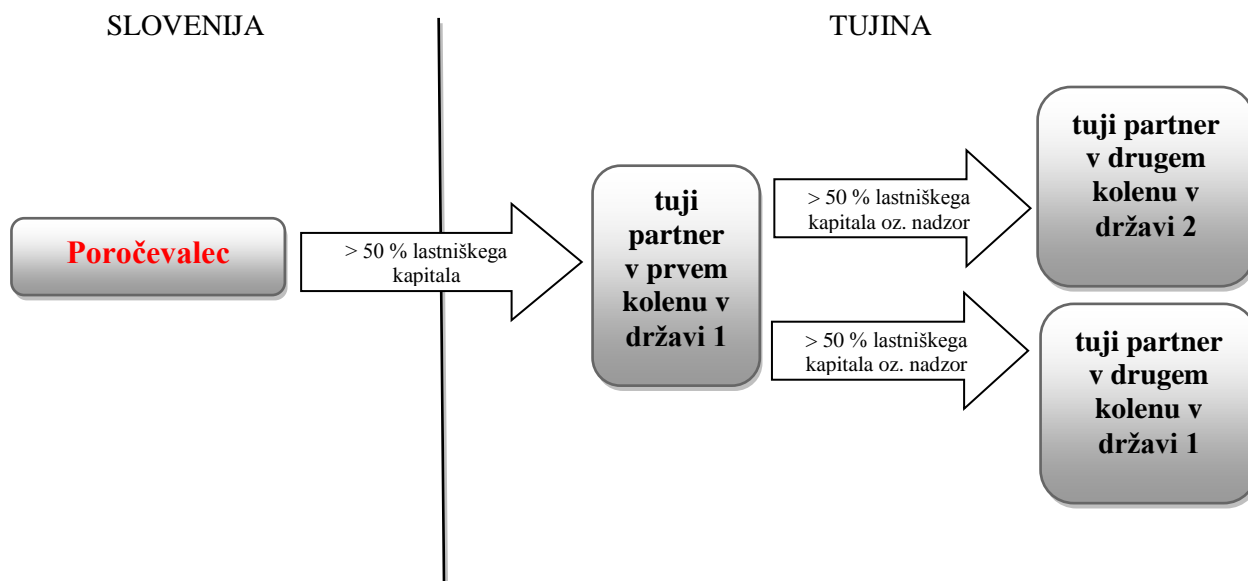 SLOVENIJA
TUJINA
Poročevalec
> 50 % lastniškega
kapitala
tuji
partner
v prvem
kolenu v
državi 1
> 50 % lastniškega
kapitala oz. nadzor
tuji partner
v drugem
kolenu v
državi 2
> 50 % lastniškega
kapitala oz. nadzor
tuji partner
v drugem
kolenu v
državi 1